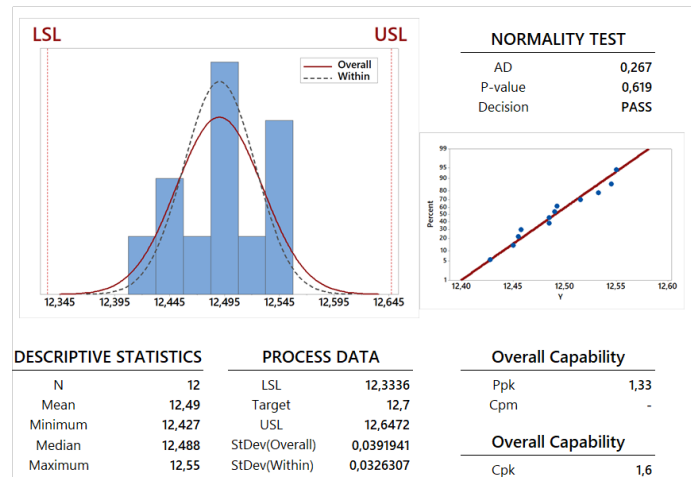 LSL USL
Overall
Within
12,345 12,395 12,445 12,495 12,545 12,595 12,645
NORMALITY TEST
AD 0,267
P-value 0,619
Decision PASS
99
95
90
80
70
60
50
40
30
20
10
5
1
Percent
12,40 12,45 12,50 12,55 12,60
Y
DESCRIPTIVE STATISTICS
N 12
Mean 12,49
Minimum 12,427
Median 12,488
Maximum 12,55
PROCESS DATA
LSL 12,3336
Target 12,7
USL 12,6472
StDev(Overall) 0,0391941
StDev(Within) 0,0326307
Overall Capability
Ppk 1,33
Cpm -
Overall Capability
Cpk 1,6